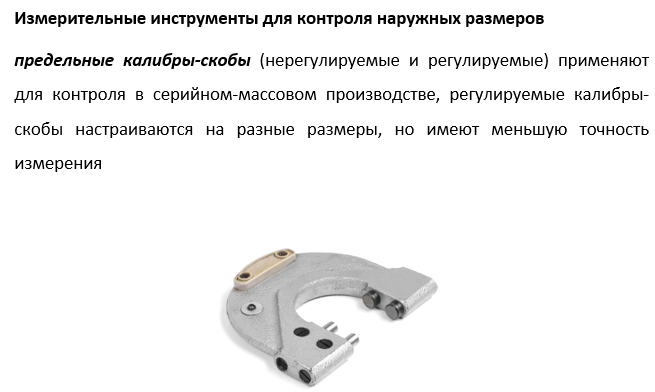 Измерительные инструменты для контроля наружных размеров
предельные калибры-скобы (нерегулируемые и регулируемые) применяют
для контроля в серийном-массовом производстве, регулируемые калибры-
скобы настраиваются на разные размеры, но имеют меньшую точность
измерения